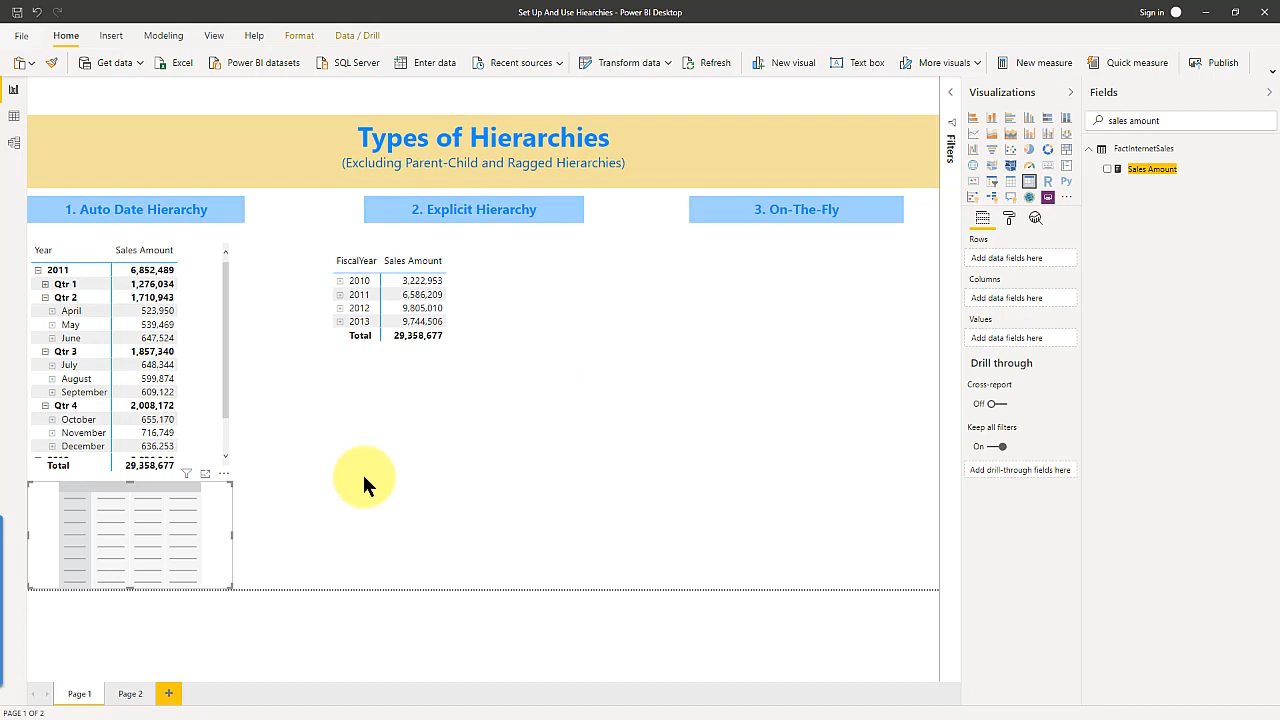 Set Up And Use Hiearchies - Power BI Desktop
Sign in
File
Home
Insert
Modeling
View
Help
Format
Data / Drill
Get data
Excel
Power BI datasets
SQL Server
Enter data
Recent sources
Transform data
Refresh
New visual
Text box
More visuals
New measure
Quick measure
Publish
Types of Hierarchies
(Excluding Parent-Child and Ragged Hierarchies)
1. Auto Date Hierarchy
2. Explicit Hierarchy
3. On-The-Fly
Year Sales Amount
2011 6,852,489
Qtr 1 1,276,034
Qtr 2 1,710,943
April 523,950
May 539,469
June 647,524
Qtr 3 1,857,340
July 648,344
August 599,874
September 609,122
Qtr 4 2,008,172
October 655,170
November 716,749
December 636,253
Total 29,358,677
FiscalYear Sales Amount
2010 3,222,953
2011 6,586,209
2012 9,805,010
2013 9,744,506
Total 29,358,677
Filters
Visualizations
R
Py
Rows
Add data fields here
Columns
Add data fields here
Values
Add data fields here
Drill through
Cross-report
Off
Keep all filters
On
Add drill-through fields here
Fields
sales amount
FactInternetSales
Sales Amount
Page 1
Page 2
PAGE 1 OF 2